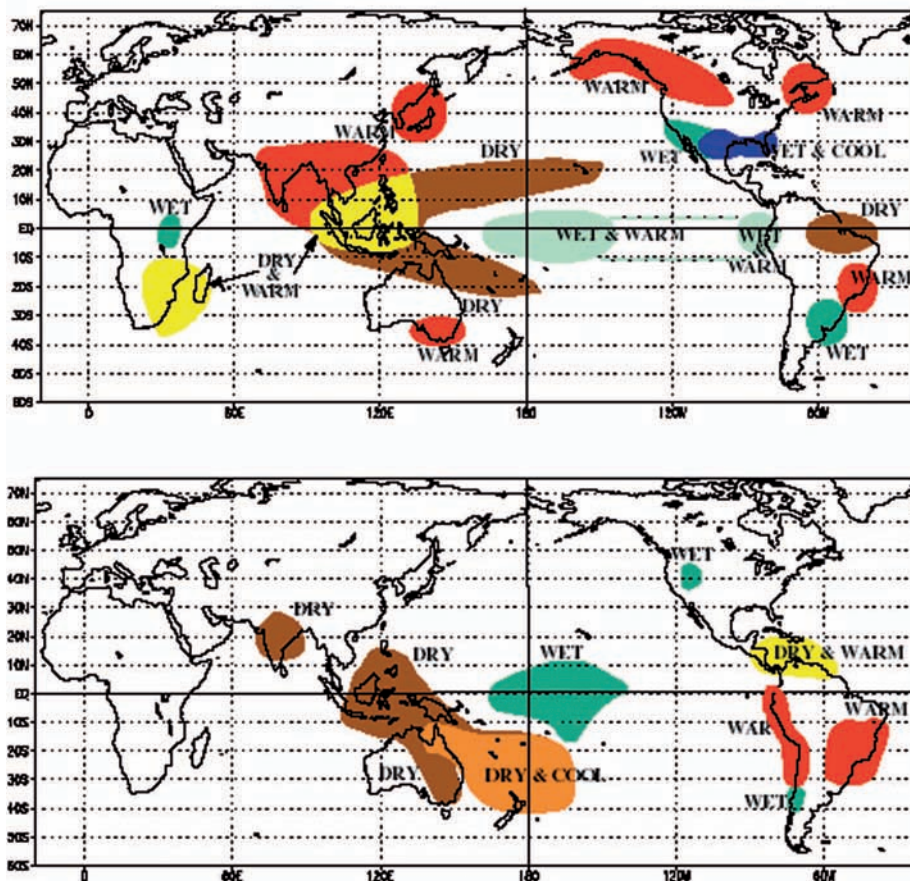 70N
60N
50N
40N
30N
20N
10N
EQ
10S
20S
30S
40S
50S
60S
WARM
WARM
WARM
DRY
WET
WET & COOL
WET
DRY
WET & WARM
WET
&
WARM
DRY
&
WARM
WARM
DRY
WARM
WET
0
60E
120E
180
120W
60W
70N
60N
50N
40N
30N
20N
10N
EQ
10S
20S
30S
40S
50S
60S
WET
DRY
DRY
WET
DRY & WARM
WAR
WARM
DRY
DRY & COOL
WET
0
60E
120E
180
120W
60W